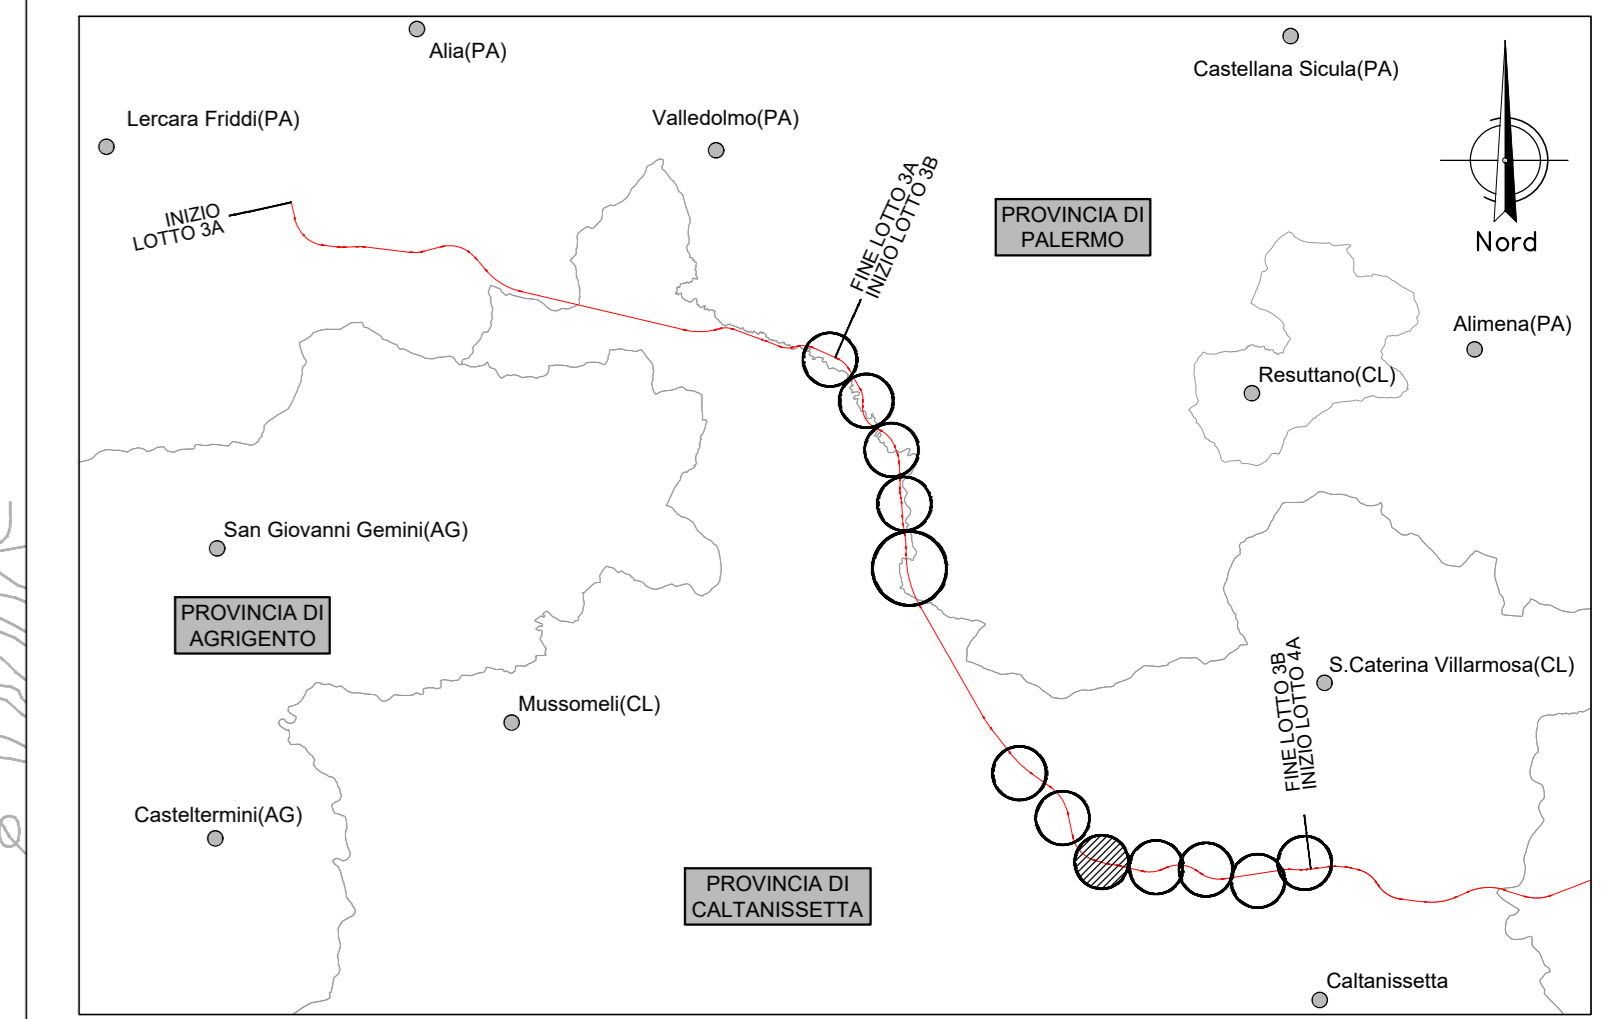 Alia(PA)
Castellana Sicula(PA)
Lercara Friddi(PA)
Valledolmo(PA)
INIZIO
LOTTO 3A
FINE LOTTO 3A
INIZIO LOTTO 3B
PROVINCIA DI
PALERMO
Nord
Alimena(PA)
Resuttano(CL)
San Giovanni Gemini(AG)
PROVINCIA DI
AGRIGENTO
S.Caterina Villarmosa(CL)
FINE LOTTO 3B
INIZIO LOTTO 4A
Mussomeli(CL)
Casteltermini(AG)
PROVINCIA DI
CALTANISSETTA
Caltanissetta